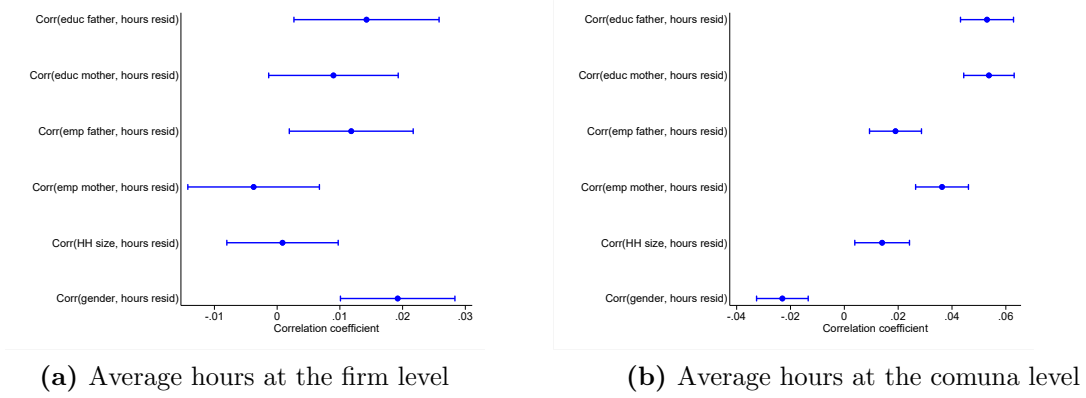 Corr(educ father, hours resid)
Corr(educ mother, hours resid)
Corr(emp father, hours resid)
Corr(emp mother, hours resid)
Corr(HH size, hours resid)
Corr(gender, hours resid)
-.01 0 .01 .02 .03
Correlation coefficient
(a) Average hours at the firm level
Corr(educ father, hours resid)
Corr(educ mother, hours resid)
Corr(emp father, hours resid)
Corr(emp mother, hours resid)
Corr(HH size, hours resid)
Corr(gender, hours resid)
-.04 -.02 0 .02 .04 .06
Correlation coefficient
(b) Average hours at the comuna level